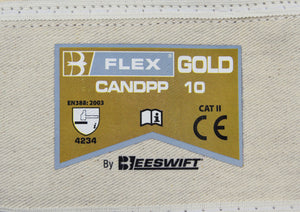 B FLEX GOLD
CANDPP 10
EN388: 2003
CAT II
CE
4234
By BEESWIFT